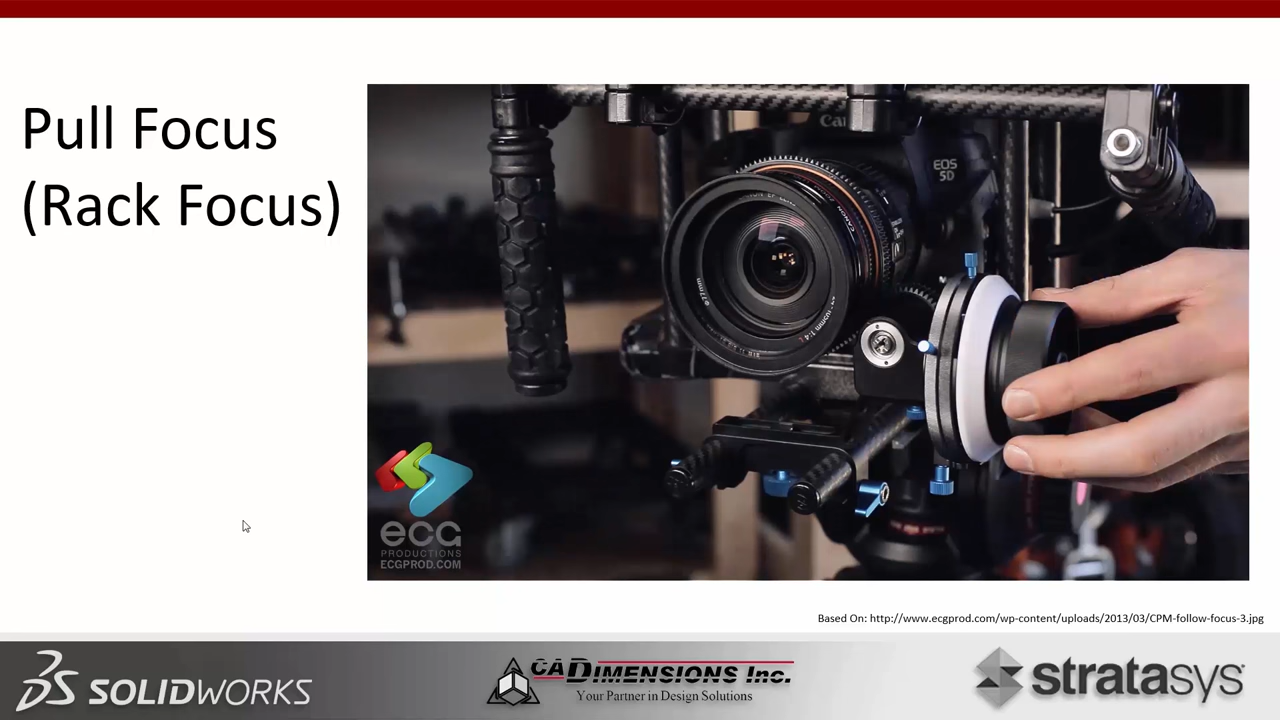 Pull Focus
(Rack Focus)
Canon
EOS
5D
ecg
PRODUCTIONS
ECGPROD.COM
Based On: http://www.ecgprod.com/wp-content/uploads/2013/03/CPM-follow-focus-3.jpg
SOLIDWORKS
CADIMENSIONS Inc.
Your Partner in Design Solutions
stratasys